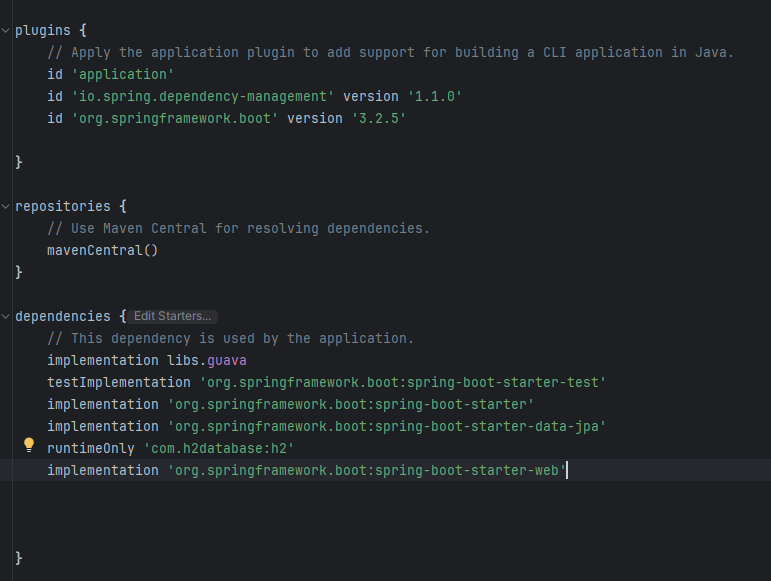 plugins {
// Apply the application plugin to add support for building a CLI application in Java.
id 'application'
id 'io.spring.dependency-management' version '1.1.0'
id 'org.springframework.boot' version '3.2.5'
}
repositories {
// Use Maven Central for resolving dependencies.
mavenCentral()
}
dependencies { Edit Starters...
// This dependency is used by the application.
implementation libs.guava
testImplementation 'org.springframework.boot:spring-boot-starter-test'
implementation 'org.springframework.boot:spring-boot-starter'
implementation 'org.springframework.boot:spring-boot-starter-data-jpa'
runtimeOnly 'com.h2database:h2'
implementation 'org.springframework.boot:spring-boot-starter-web'
}